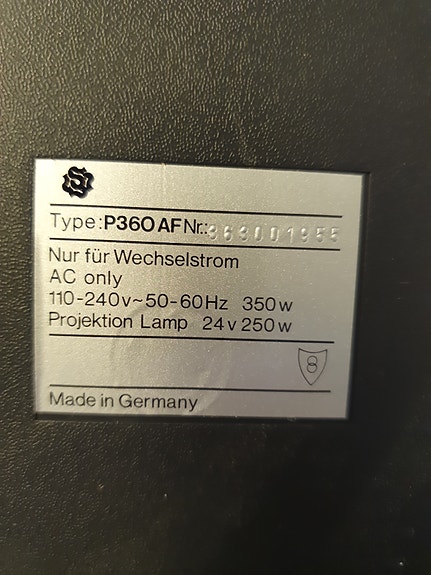 Type: P360 AF Nr.: 363001955
Nur für Wechselstrom
AC only
110-240v~50-60Hz 350w
Projektion Lamp 24v 250w
8
Made in Germany